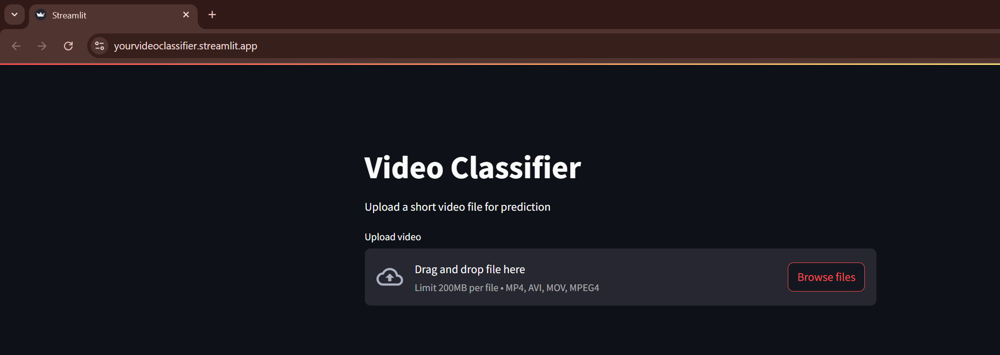 Streamlit
yourvideoclassifier.streamlit.app
Video Classifier
Upload a short video file for prediction
Upload video
Drag and drop file here
Limit 200MB per file • MP4, AVI, MOV, MPEG4
Browse files